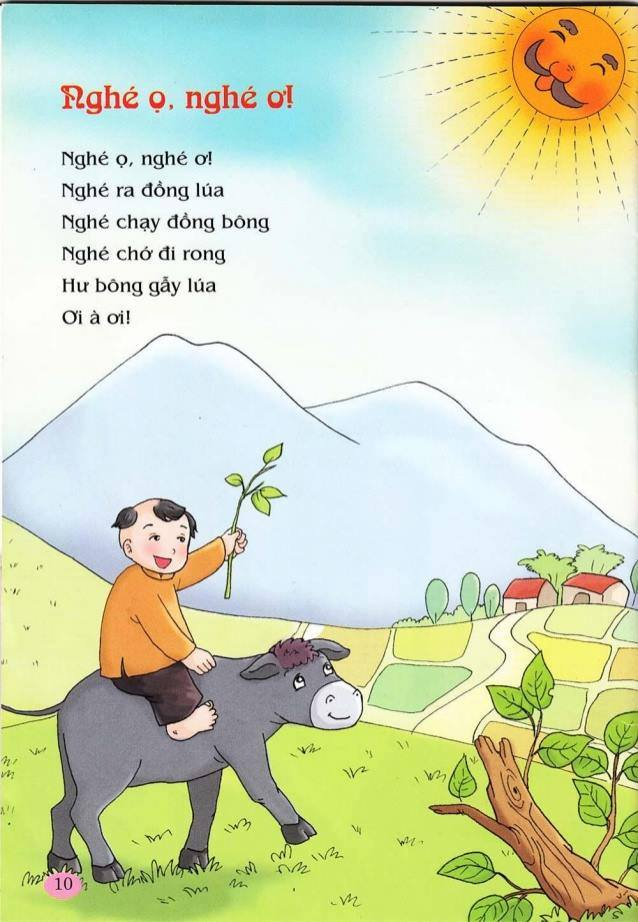 Nghé ọ, nghé ơ!
Nghé ọ, nghé ơ!
Nghé ra đồng lúa
Nghé chạy đồng bông
Nghé chớ đi rong
Hư bông gẫy lúa
Ơi à ơi!
10